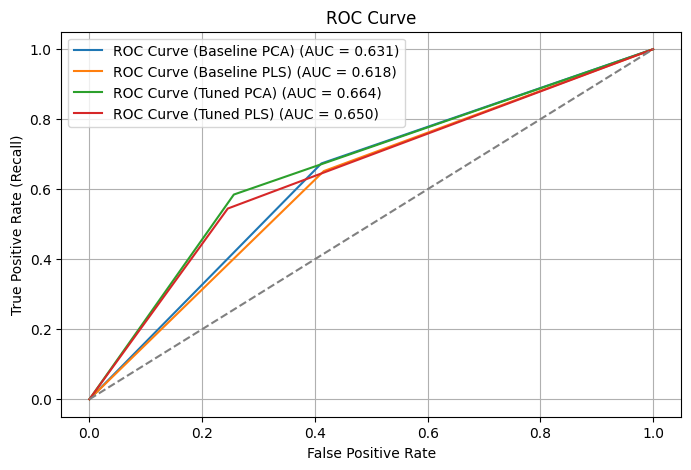 ROC Curve
ROC Curve (Baseline PCA) (AUC = 0.631)
ROC Curve (Baseline PLS) (AUC = 0.618)
ROC Curve (Tuned PCA) (AUC = 0.664)
ROC Curve (Tuned PLS) (AUC = 0.650)
True Positive Rate (Recall)
1.0
0.8
0.6
0.4
0.2
0.0
0.0 0.2 0.4 0.6 0.8 1.0
False Positive Rate